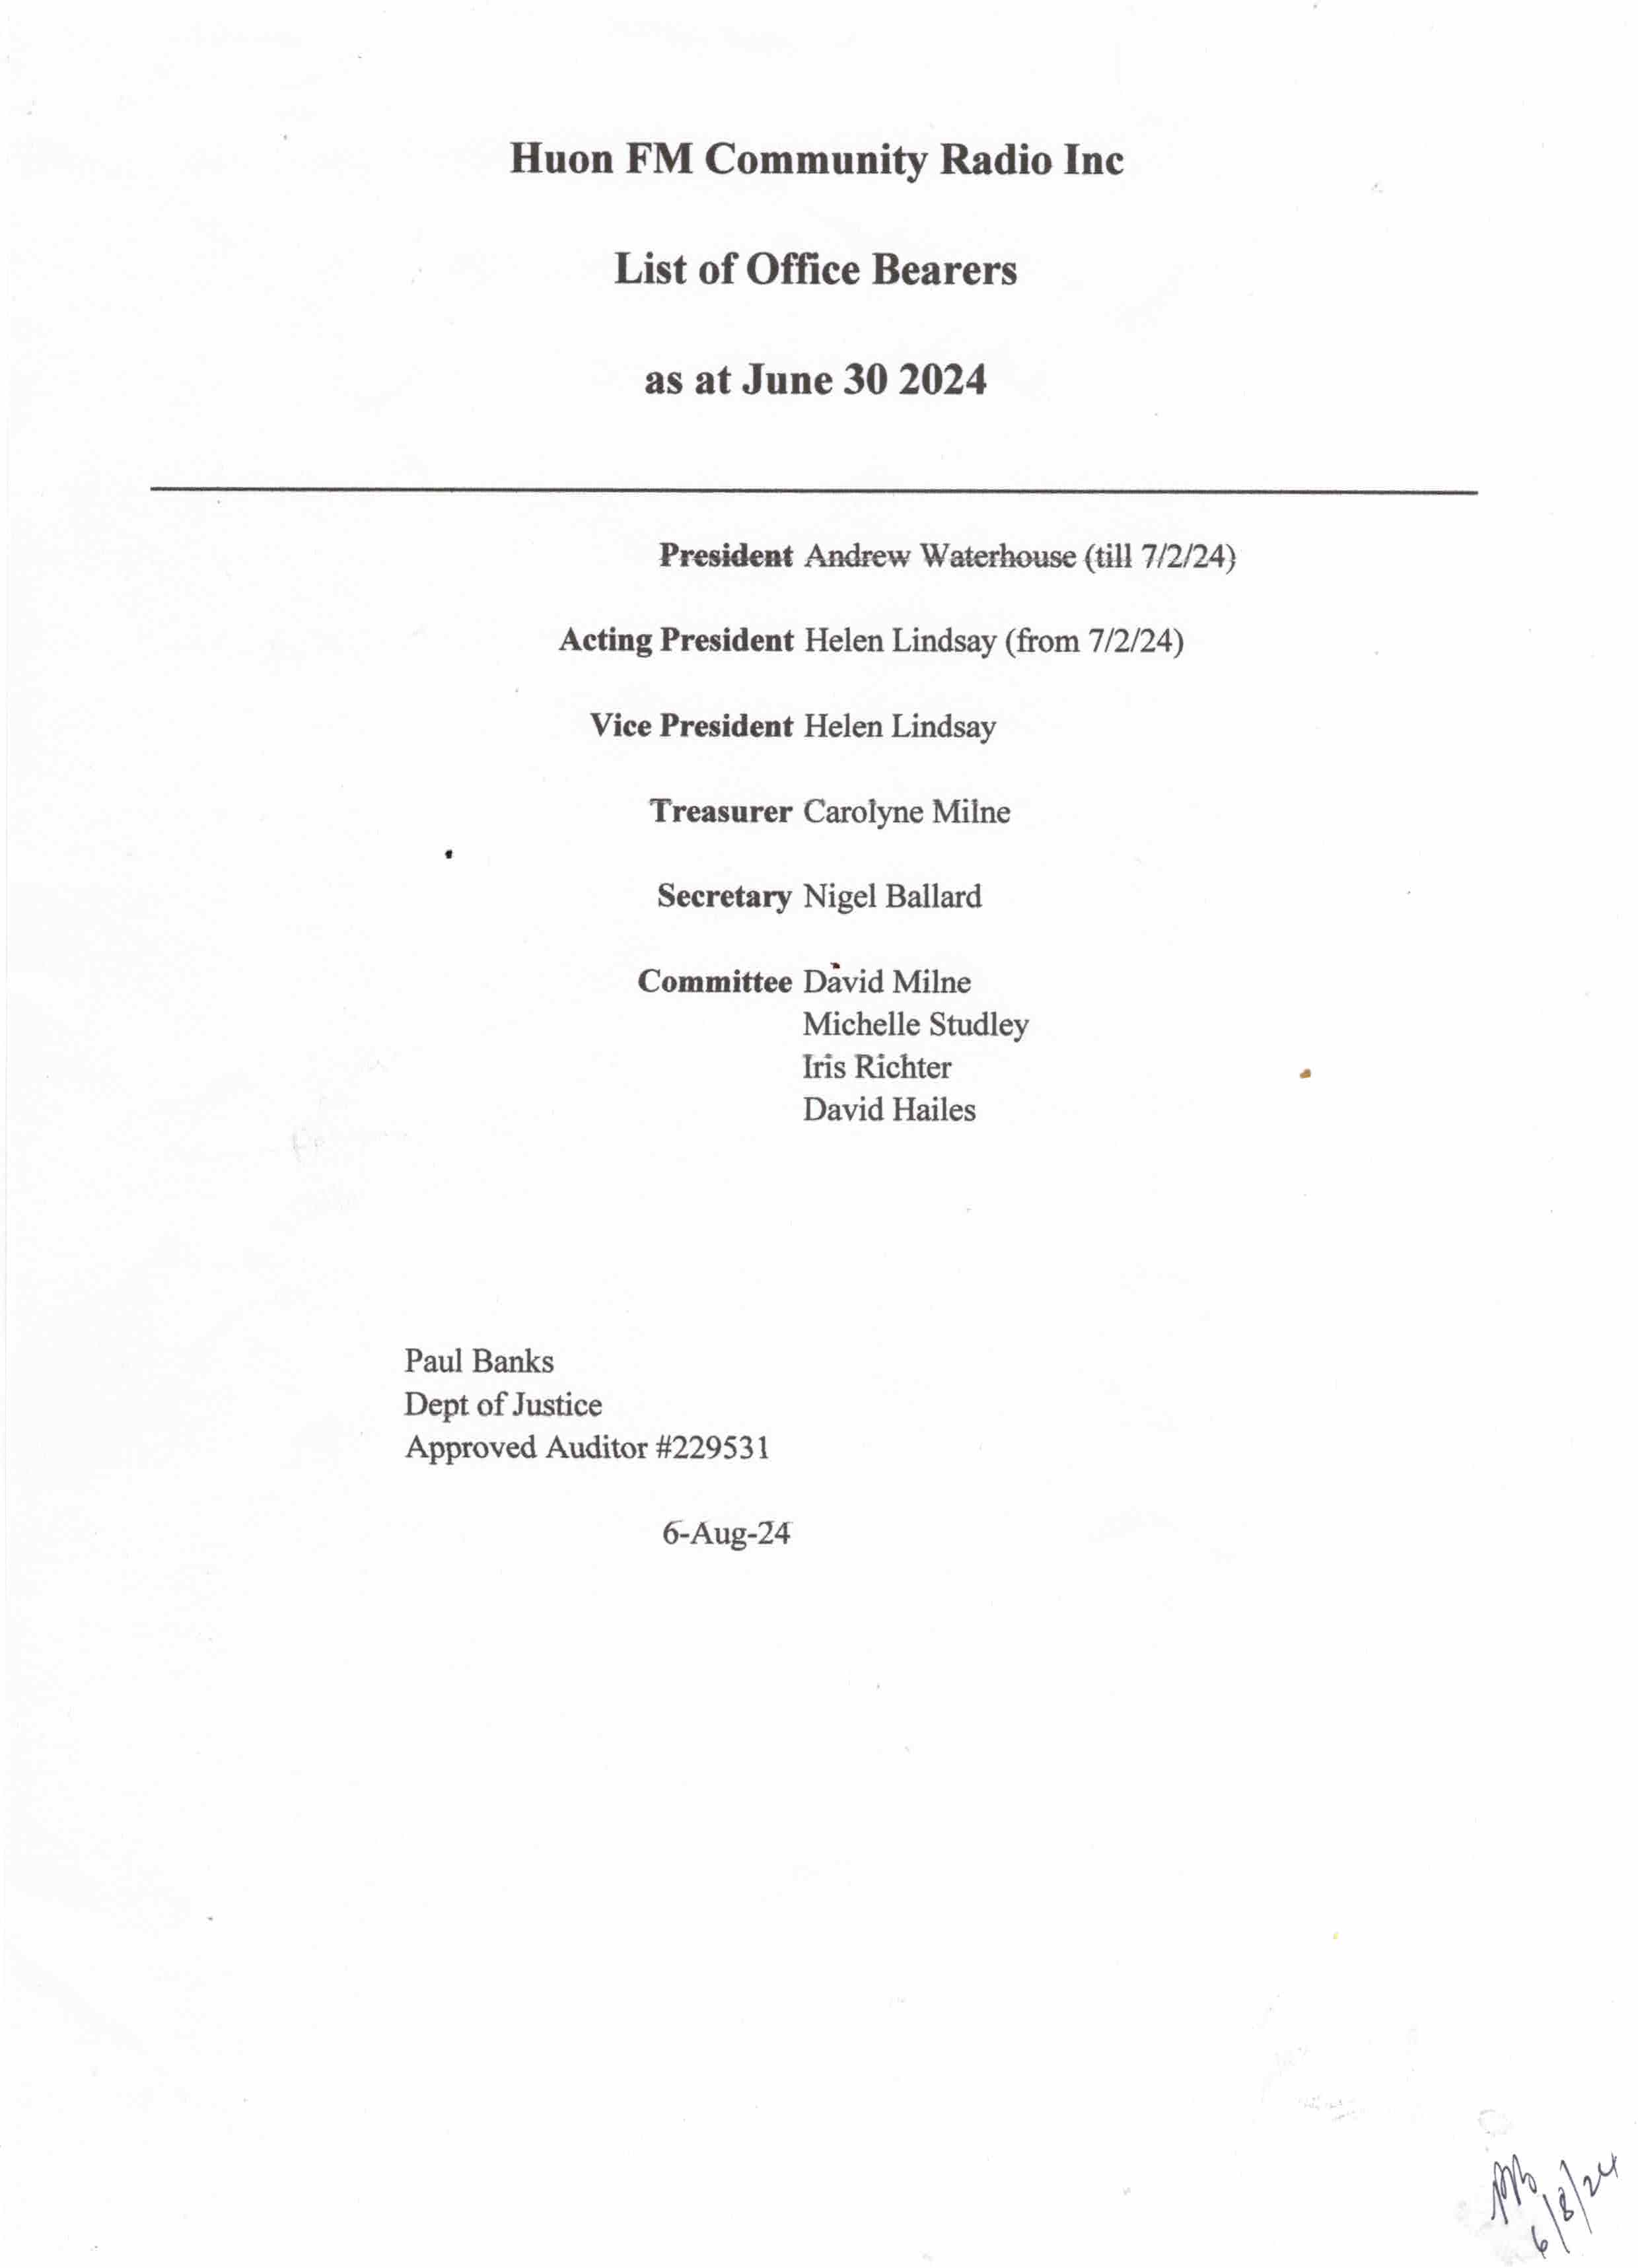 Huon FM Community Radio Inc
List of Office Bearers
as at June 30 2024
President Andrew Waterhouse (till 7/2/24)
Acting President Helen Lindsay (from 7/2/24)
Vice President Helen Lindsay
Treasurer Carolyne Milne
Secretary Nigel Ballard
Committee David Milne
Michelle Studley
Iris Richter
David Hailes
Paul Banks
Dept of Justice
Approved Auditor #229531
6-Aug-24
6/8/24